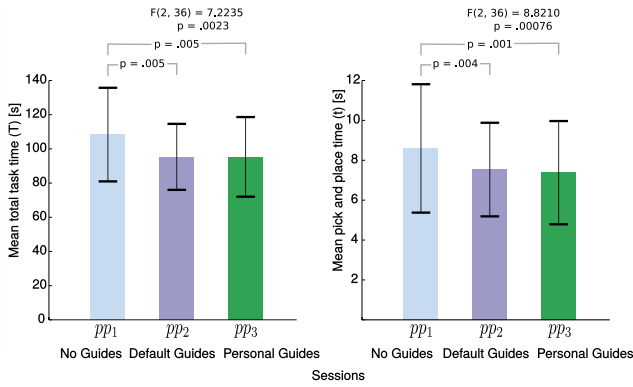 F(2, 36) = 7.2235
p = .0023
p = .005
p = .005
Mean total task time (T) [s]
140
120
100
80
60
40
20
0
pp1
pp2
pp3
No Guides
Default Guides
Personal Guides
F(2, 36) = 8.8210
p = .00076
p = .001
p = .004
Mean pick and place time (t) [s]
12
10
8
6
4
2
pp1
pp2
pp3
No Guides
Default Guides
Personal Guides
Sessions